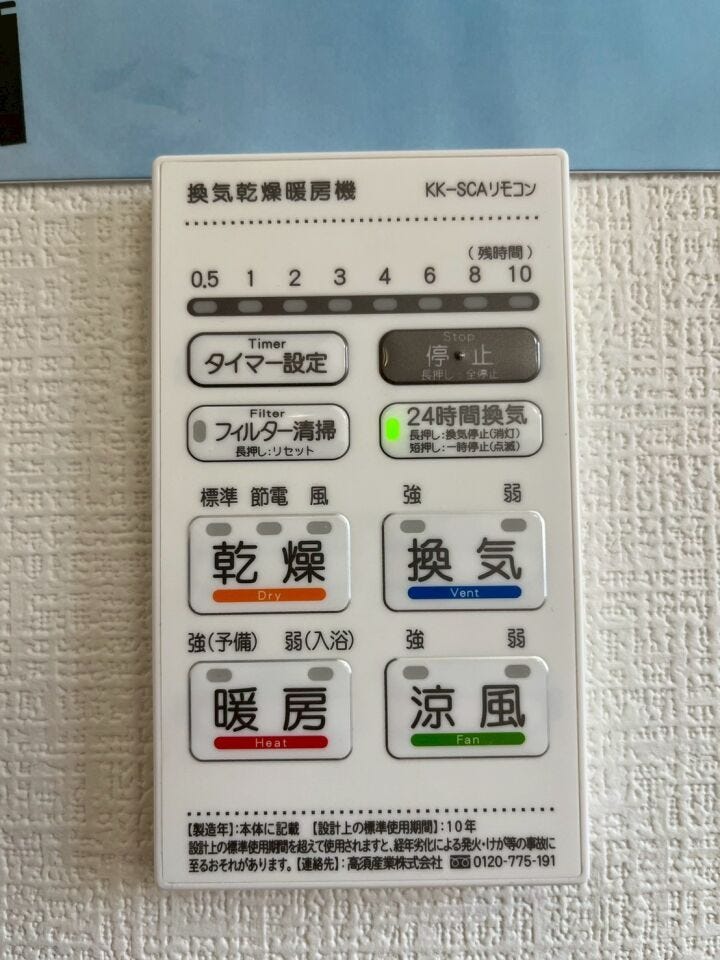 換気乾燥暖房機 KK-SCAリモコン
(残時間)
0.5 1 2 3 4 6 8 10
Timer
タイマー設定
Stop
停・止
長押し：全停止
Filter
フィルター清掃
長押し：リセット
24時間換気
長押し：換気停止(消灯)
短押し：一時停止(点滅)
標準 節電 風
乾燥
Dry
強 弱
換気
Vent
強(予備) 弱(入浴)
暖房
Heat
強 弱
涼風
Fan
【製造年】：本体に記載 【設計上の標準使用期間】：10年
設計上の標準使用期間を超えて使用されますと、経年劣化による発火・けが等の事故に
至るおそれがあります。【連絡先】：高須産業株式会社 0120-775-191